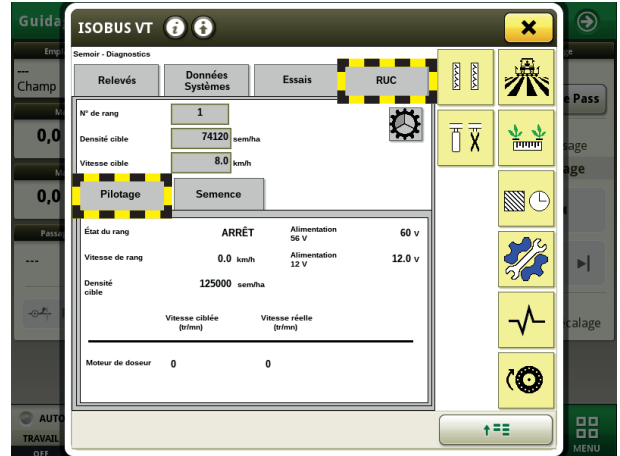 Guida
ISOBUS VT
Empl
ge
Semoir - Diagnostics
---
Champ
Relevés
Données
Systèmes
Essais
RUC
e Pass
N° de rang 1
0,0
Densité cible 74120 sem/ha
sage
Vitesse cible 8.0 km/h
age
Pilotage
Semence
0,0
Passa
État du rang ARRÊT Alimentation
56 V 60 V
Vitesse de rang 0.0 km/h Alimentation
12 V 12.0 V
---
Densité
cible 125000 sem/ha
Vitesse ciblée
(tr/mn)
Vitesse réelle
(tr/mn)
calage
Moteur de doseur 0 0
AUTO
TRAVAIL
OFF
MENU